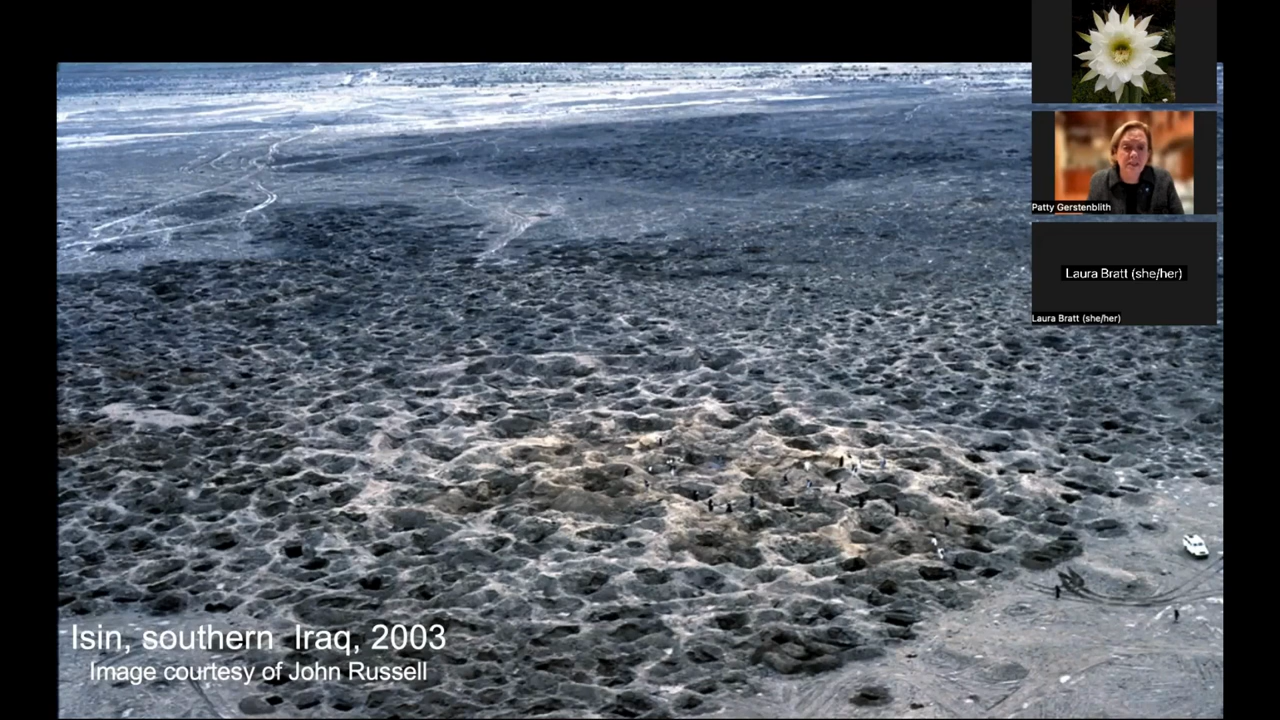 Patty Gerstenblith
Laura Bratt (she/her)
Laura Bratt (she/her)
Isin, southern Iraq, 2003
Image courtesy of John Russell